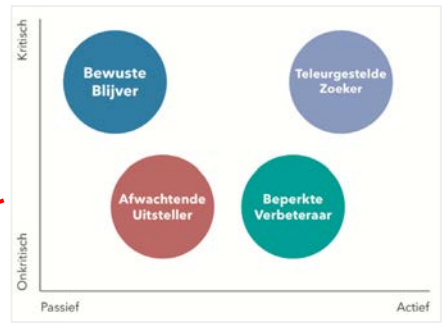 Kritisch
Bewuste
Blijver
Teleurgestelde
Zoeker
Afwachtende
Uitsteller
Beperkte
Verbeteraar
Onkritisch
Passief
Actief